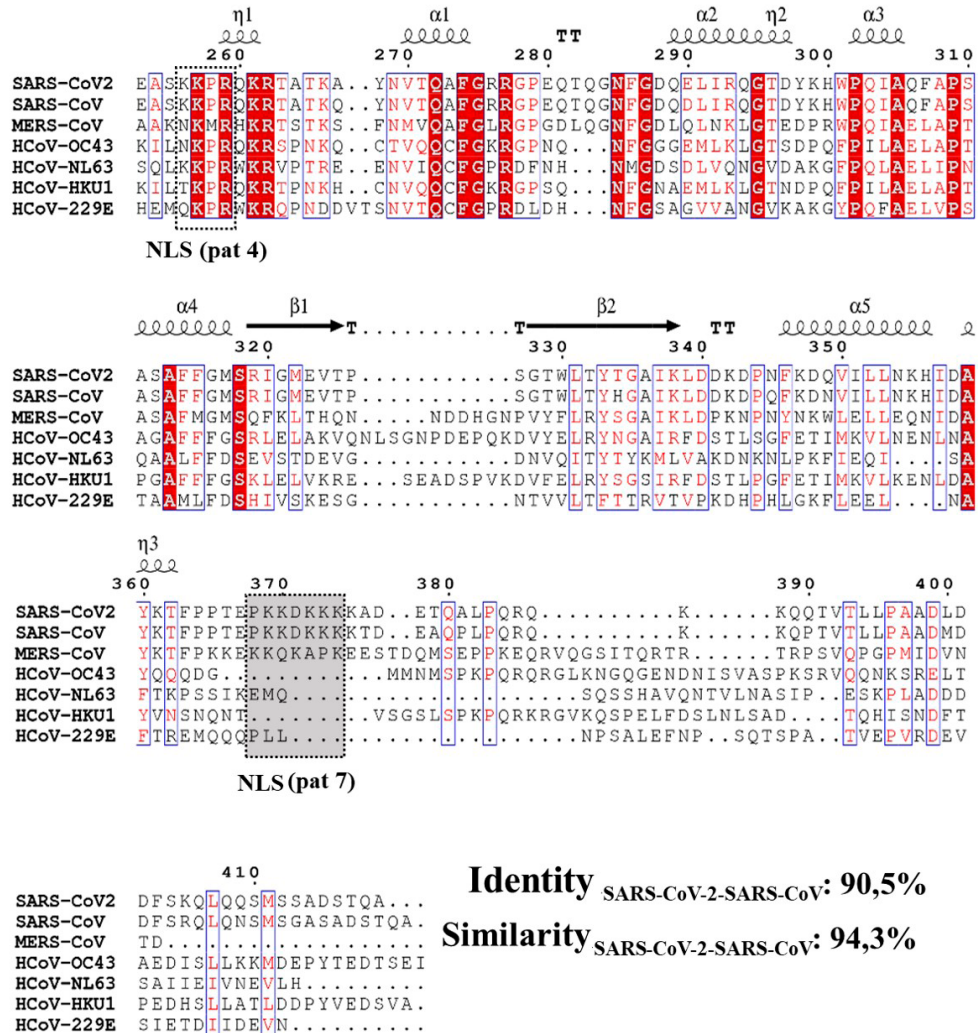 η1 α1 TT α2 η2 α3
260 270 280 290 300 310
SARS-CoV2 EASKKPRQKRTATKA..YNVTQAFGRRGPEQTQGNFGDQELIRQGTDYKHWPQIAQFAPS
SARS-CoV EASKKPRQKRTATKQ..YNVTQAFGRRGPEQTQGNFGDQDLIRQGTDYKHWPQIAQFAPS
MERS-CoV AAKNKMRHKRTSTKS..FNMVQAFGLRGPGDLQGNFGDLQLNKLGTEDPRWPQIAELAPT
HCoV-OC43 KILNKPRQKRSPNKQ..CTVQQCFGKRGPNQ...NFGGGEMLKLGTSDPQFPILAELAPT
HCoV-NL63 SQLKKPRWKRVPTRE..ENVIQCFGPRDFNH...NMGDSDLVQNGVDAKGFPQLAELIPN
HCoV-HKU1 KILTKPRQKRTPNKH..CNVQQCFGKRGPSQ...NFGNAEMLKLGTNDPQFPILAELAPT
HCoV-229E HEMQKPRWKRQPNDDVTSNVTQCFGPRDLDH...NFGSAGVVANGVKAKGYPQFAELVPS
NLS (pat 4)
α4 β1 T............T β2 TT α5
320 330 340 350
SARS-CoV2 ASAFFGMSRIGMEVTP...........SGTWLTYTGAIKLDDKDPNFKDQVILLNKHIDA
SARS-CoV ASAFFGMSRIGMEVTP...........SGTWLTYHGAIKLDDKDPNFKDNVILLNKHIDA
MERS-CoV ASAFMGMSQFKLTHQN.....NDDHGNPVYFLRYSGAIKLDPKNPNYNKWLELLEQNIDA
HCoV-OC43 AGAFFFGSRLELAKVQNLSGNPDEPQKDVYELRYNGAIRFDSTLSGFETIMKVLNENLNA
HCoV-NL63 QAALFFDSEVSTDEVG...........DNVQITYTYKMLVAKDNKNLPKFIEQI...SA
HCoV-HKU1 PGAFFFGSKLELVKRE...SEADSPVKDVFELRYSGSIRFDSTLPGFETIMKVLKENLDA
HCoV-229E TAAMLFDSHIVSKESG...........NTVVLTFTTRVTVPKDHPHLGKFLEEL....NA
η3
360 370 380 390 400
SARS-CoV2 YKTFPPTEPKKDKKKKAD..ETQALPQRQ.........K.....KQQTVTLLPAADLD
SARS-CoV YKTFPPTEPKKDKKKKTD..EAQPLPQRQ.........K.....KQPTVTLLPAADMD
MERS-CoV YKTFPKKEKKQKAPKEESTDQMSEPPKEQRVQGSITQRTR.....TRPSVQPGPMIDVN
HCoV-OC43 YQQQDG.........MMNMSPKPQRQRGLKNGQGENDNISVASPKSRVQQNKSRELT
HCoV-NL63 FTKPSSIKEMQ..............SQSSHAVQNTVLNASIP..ESKPLADDD
HCoV-HKU1 YVNSNQNT.........VSGSLSPKPQRKRGVKQSPELFDSLNLSAD....TQHISNDFT
HCoV-229E FTREMQQQPLL..............NPSALEFNP...SQTSPA..TVEPVRDEV
NLS (pat 7)
410
SARS-CoV2 DFSKQLQQSMSSADSTQA...
SARS-CoV DFSRQLQNSMSGASADSTQA.
MERS-CoV TD...................
HCoV-OC43 AEDISLLKKMDEPYTEDTSEI
HCoV-NL63 SAIIEIVNEVLH.........
HCoV-HKU1 PEDHSLLATLDDPYVEDSVA.
HCoV-229E SIETDIIDEVN..........
Identity SARS-CoV-2-SARS-CoV: 90,5%
Similarity SARS-CoV-2-SARS-CoV: 94,3%